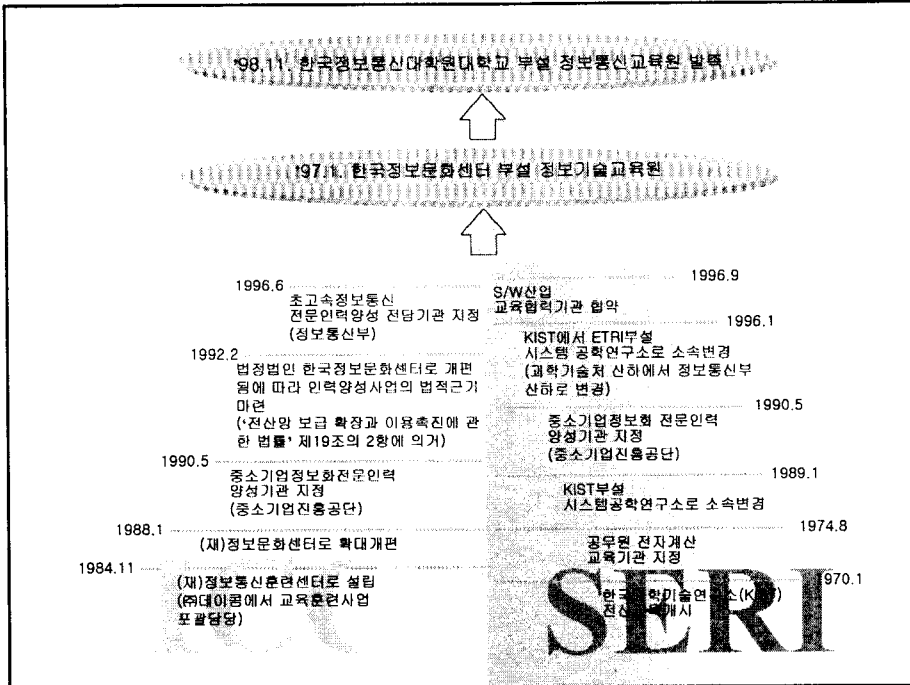 '98.11. 한국정보통신대학원대학교 부설 정보통신교육원 발족
'97.1. 한국정보문화센터 부설 정보기술교육원
1996.6
초고속정보통신
전문인력양성 전담기관 지정
(정보통신부)
1992.2
법정법인 한국정보문화센터로 개편
됨에 따라 인력양성사업의 법적근거
마련
('전산망 보급 확장과 이용촉진에 관
한 법률' 제19조의 2항에 의거)
1990.5
중소기업정보화전문인력
양성기관 지정
(중소기업진흥공단)
1988.1
(재)정보문화센터로 확대개편
1984.11
(재)정보통신훈련센터로 설립
(㈜데이콤에서 교육훈련사업
포괄담당)
1996.9
S/W산업
교육협력기관 협약
1996.1
KIST에서 ETRI부설
시스템 공학연구소로 소속변경
(과학기술처 산하에서 정보통신부
산하로 변경)
1990.5
중소기업정보화 전문인력
양성기관 지정
(중소기업진흥공단)
1989.1
KIST부설
시스템공학연구소로 소속변경
1974.8
공무원 전자계산
교육기관 지정
1970.1
한국과학기술연구소(KIST)
전산교육개시
SERI